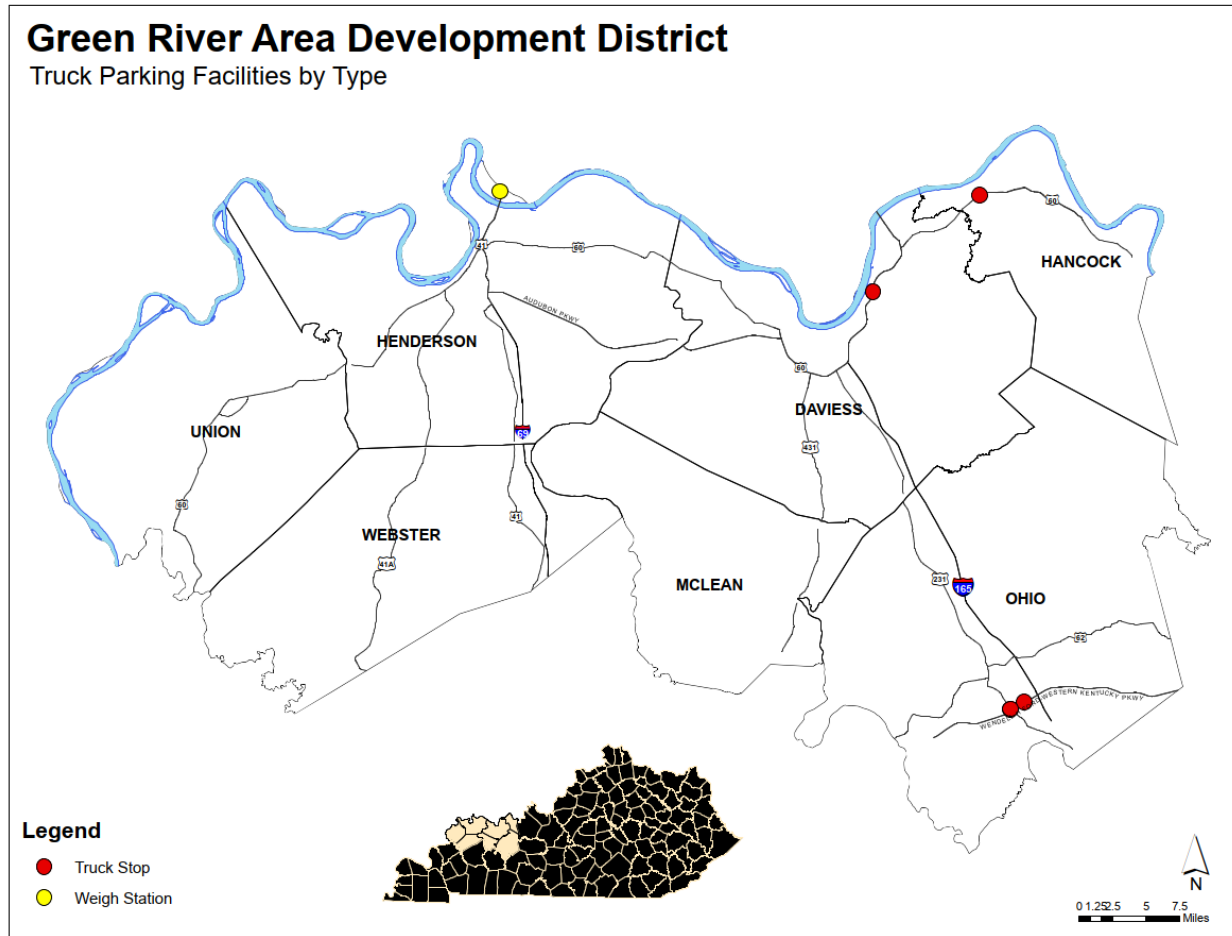 Green River Area Development District
Truck Parking Facilities by Type
60
HANCOCK
41
60
AUDUBON PKWY
HENDERSON
60
DAVIESS
UNION
69
431
60
41
WEBSTER
41A
MCLEAN
231
165
OHIO
62
WESTERN KENTUCKY PKWY
Legend
Truck Stop
Weigh Station
N
0 1.252.5 5 7.5
Miles